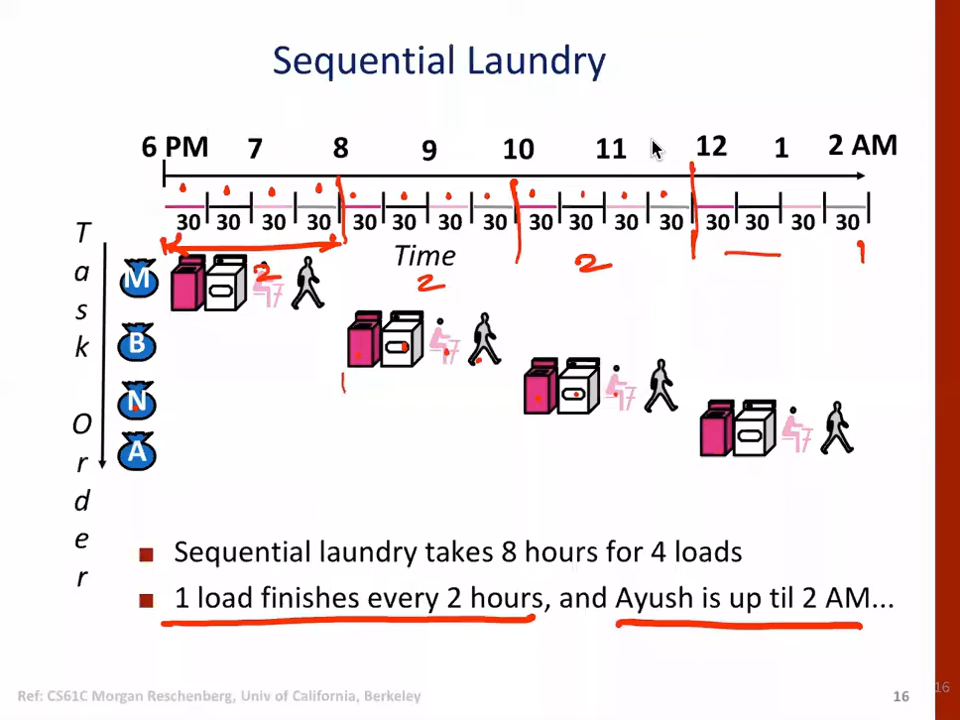 Sequential Laundry
6 PM 7 8 9 10 11 12 1 2 AM
30 30 30 30 30 30 30 30 30 30 30 30 30 30 30 30
Time
2 2 2
Task Order
M
B
N
A
Sequential laundry takes 8 hours for 4 loads
1 load finishes every 2 hours, and Ayush is up til 2 AM...
Ref: CS61C Morgan Reschenberg, Univ of California, Berkeley
16
16